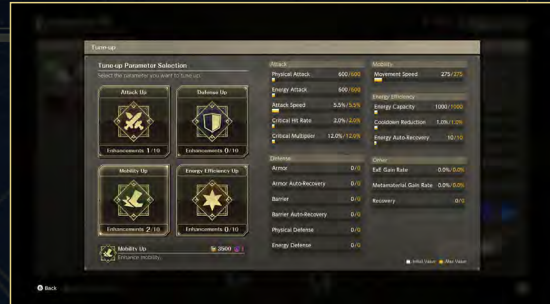 Tune-up
Tune-up Parameter Selection
Select the parameter you want to tune up.
Attack Up
Enhancements 1/10
Defense Up
Enhancements 0/10
Mobility Up
Enhancements 2/10
Energy Efficiency Up
Enhancements 0/10
Mobility Up
3500
Enhance mobility.
Attack
Physical Attack 600/600
Energy Attack 600/600
Attack Speed 5.5%/5.5%
Critical Hit Rate 2.0%/2.0%
Critical Multiplier 12.0%/12.0%
Defense
Armor 0/0
Armor Auto-Recovery 0/0
Barrier 0/0
Barrier Auto-Recovery 0/0
Physical Defense 0/0
Energy Defense 0/0
Mobility
Movement Speed 275/275
Energy Efficiency
Energy Capacity 1000/1000
Cooldown Reduction 1.0%/1.0%
Energy Auto-Recovery 10/10
Other
ExE Gain Rate 0.0%/0.0%
Metamaterial Gain Rate 0.0%/0.0%
Recovery 0/0
Initial Value
Max Value
Back